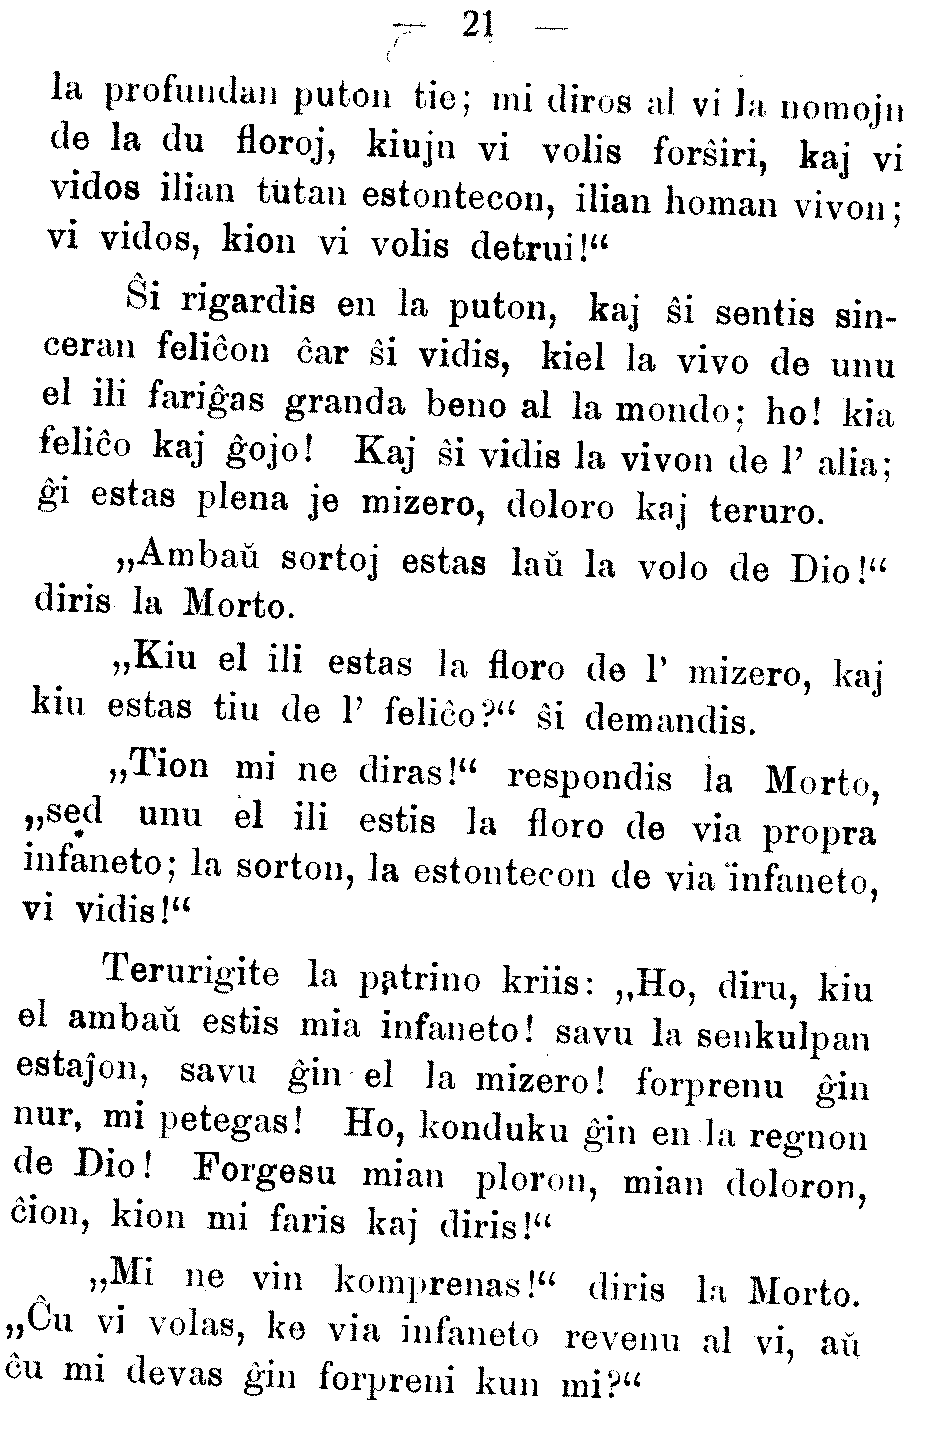 — 21 —
la profundan puton tie; mi diros al vi la nomojn
de la du floroj, kiujn vi volis forŝiri, kaj vi
vidos ilian tutan estontecon, ilian homan vivon;
vi vidos, kion vi volis detrui!“
Ŝi rigardis en la puton, kaj ŝi sentis sin-
ceran feliĉon ĉar ŝi vidis, kiel la vivo de unu
el ili fariĝas granda beno al la mondo; ho! kia
feliĉo kaj ĝojo! Kaj ŝi vidis la vivon de l’ alia;
ĝi estas plena je mizero, doloro kaj teruro.
„Ambaŭ sortoj estas laŭ la volo de Dio!“
diris la Morto.
„Kiu el ili estas la floro de l’ mizero, kaj
kiu estas tiu de l’ feliĉo?“ ŝi demandis.
„Tion mi ne diras!“ respondis la Morto,
„sed unu el ili estis la floro de via propra
infaneto; la sorton, la estontecon de via infaneto,
vi vidis!“
Terurigite la patrino kriis: „Ho, diru, kiu
el ambaŭ estis mia infaneto! savu la senkulpan
estaĵon, savu ĝin el la mizero! forprenu ĝin
nur, mi petegas! Ho, konduku ĝin en la regnon
de Dio! Forgesu mian ploron, mian doloron,
ĉion, kion mi faris kaj diris!“
„Mi ne vin komprenas!“ diris la Morto.
„Ĉu vi volas, ke via infaneto revenu al vi, aŭ
ĉu mi devas ĝin forpreni kun mi?“